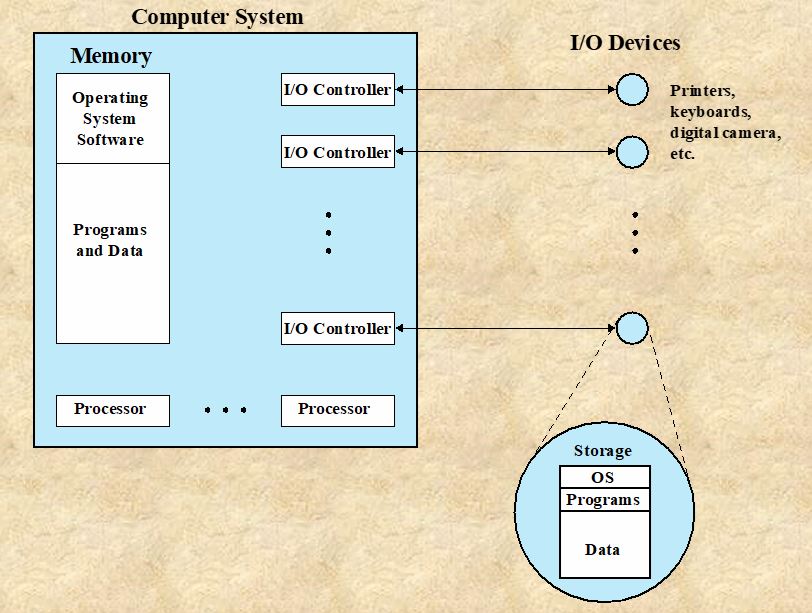 Computer System
Memory
Operating
System
Software
Programs
and Data
I/O Controller
I/O Controller
I/O Controller
Processor
Processor
I/O Devices
Printers,
keyboards,
digital camera,
etc.
Storage
OS
Programs
Data